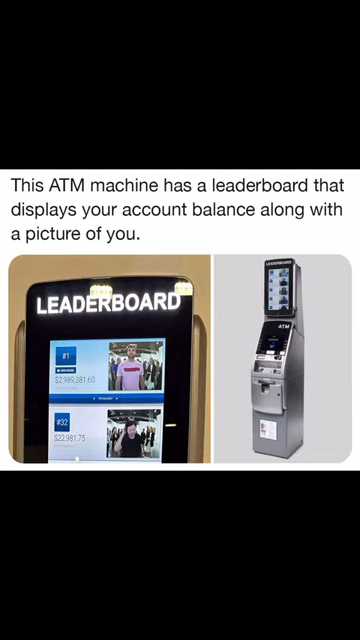 This ATM machine has a leaderboard that
displays your account balance along with
a picture of you.
LEADERBOARD
#1
$2,989,381.60
#32
$22,981.75
LEADERBOARD
ATM